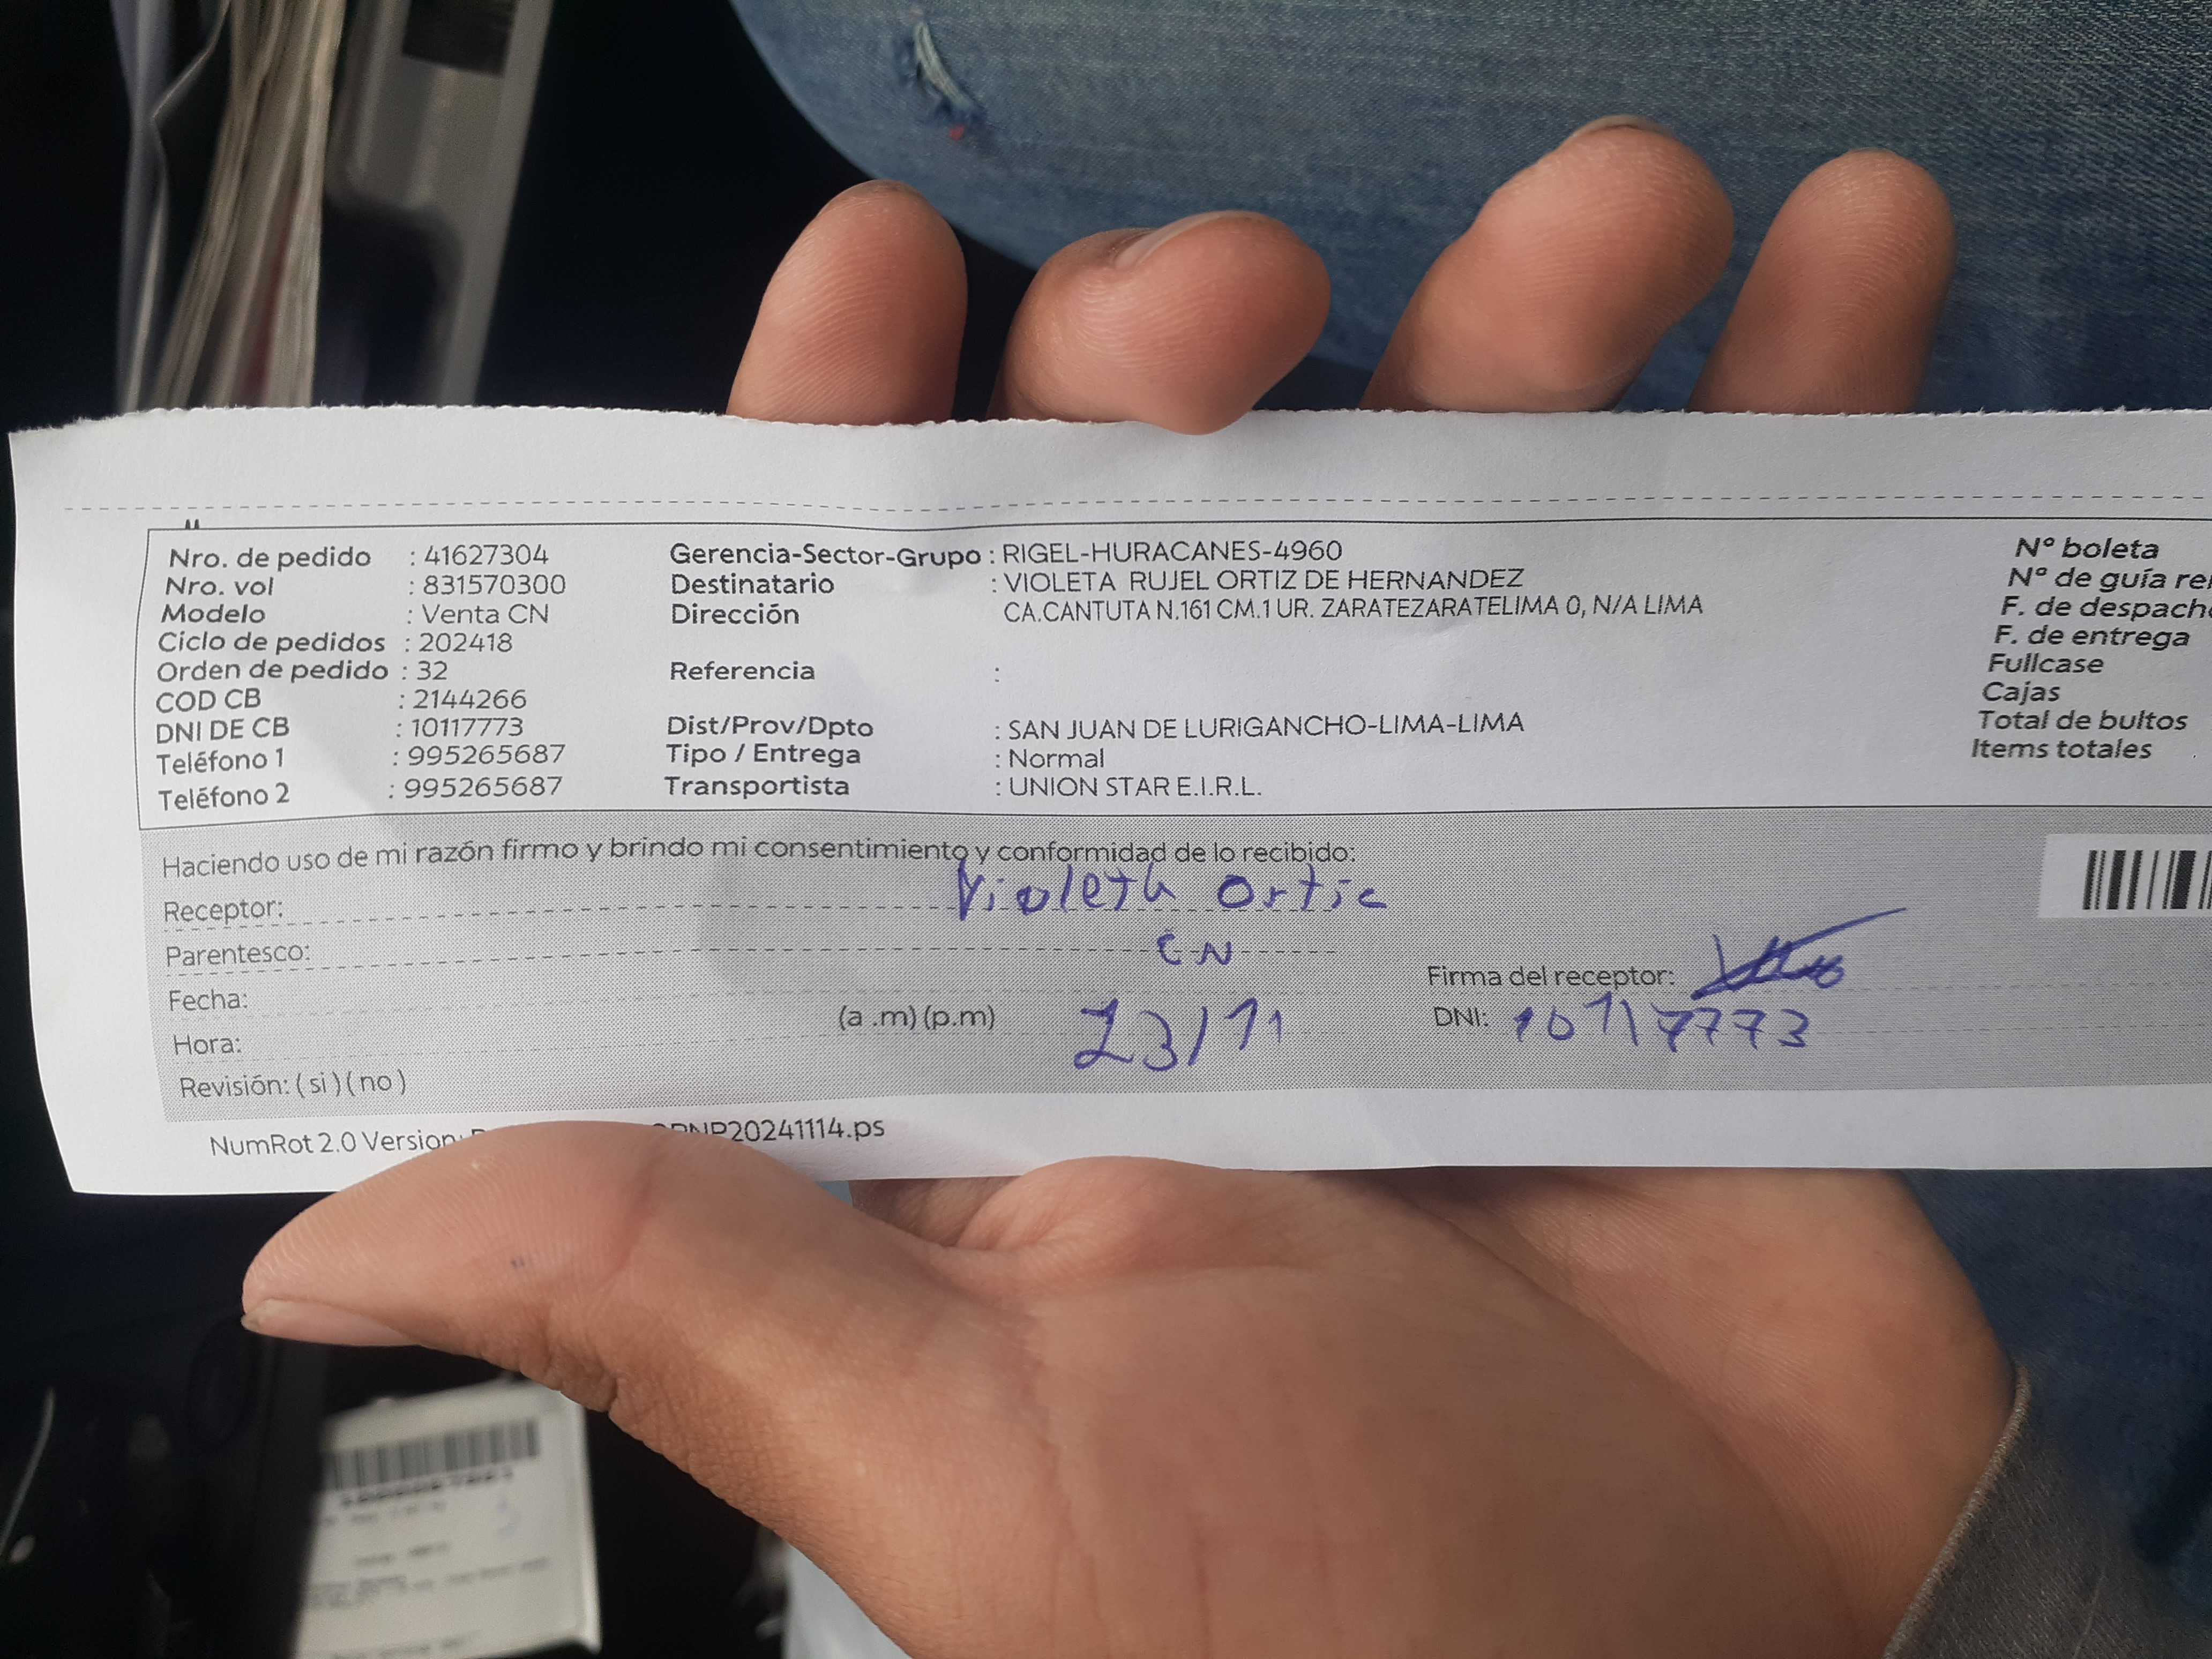 Nro. de pedido : 41627304 Gerencia-Sector-Grupo : RIGEL-HURACANES-4960 N° boleta
Nro. vol : 831570300 Destinatario : VIOLETA RUJEL ORTIZ DE HERNANDEZ N° de guía
Modelo : Venta CN Dirección CA.CANTUTA N.161 CM.1 UR. ZARATEZARATELIMA 0, N/A LIMA F. de despacho
Ciclo de pedidos : 202418 F. de entrega
Orden de pedido : 32 Referencia : Fullcase
COD CB : 2144266 Cajas
DNI DE CB : 10117773 Dist/Prov/Dpto : SAN JUAN DE LURIGANCHO-LIMA-LIMA Total de bultos
Teléfono 1 : 995265687 Tipo / Entrega : Normal Items totales
Teléfono 2 : 995265687 Transportista : UNION STAR E.I.R.L.
Haciendo uso de mi razón firmo y brindo mi consentimiento y conformidad de lo recibido:
Receptor: Violeta Ortic
Parentesco: CN
Fecha: Firma del receptor:
(a .m) (p.m) 23/11 DNI: 10117773
Hora:
Revisión: ( si ) ( no )
NumRot 2.0 Version: 20241114.ps